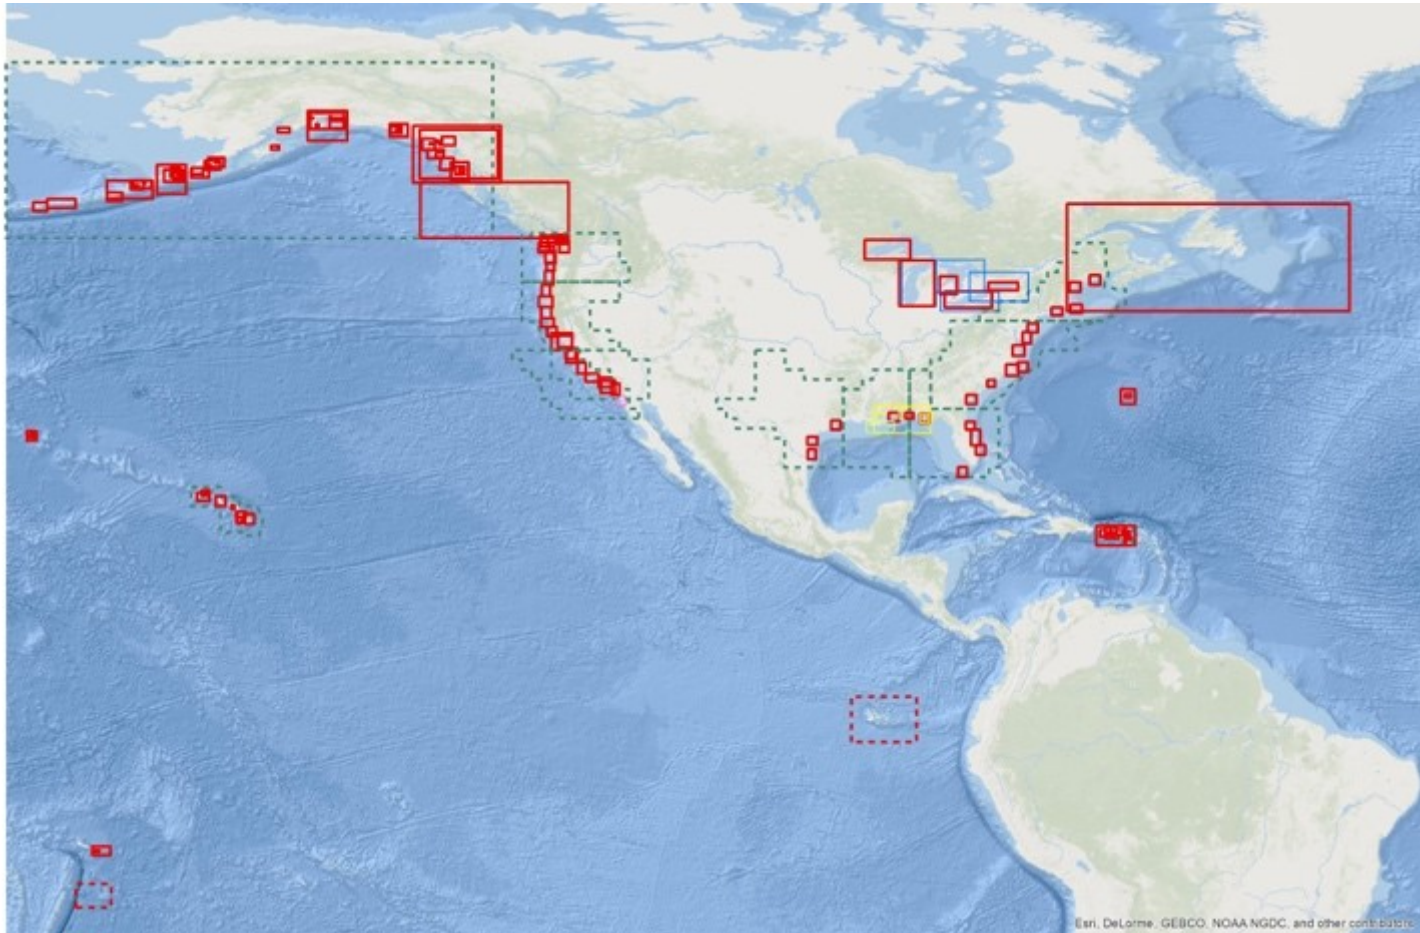 Esri, DeLorme, GEBCO, NOAA NGDC, and other contributors